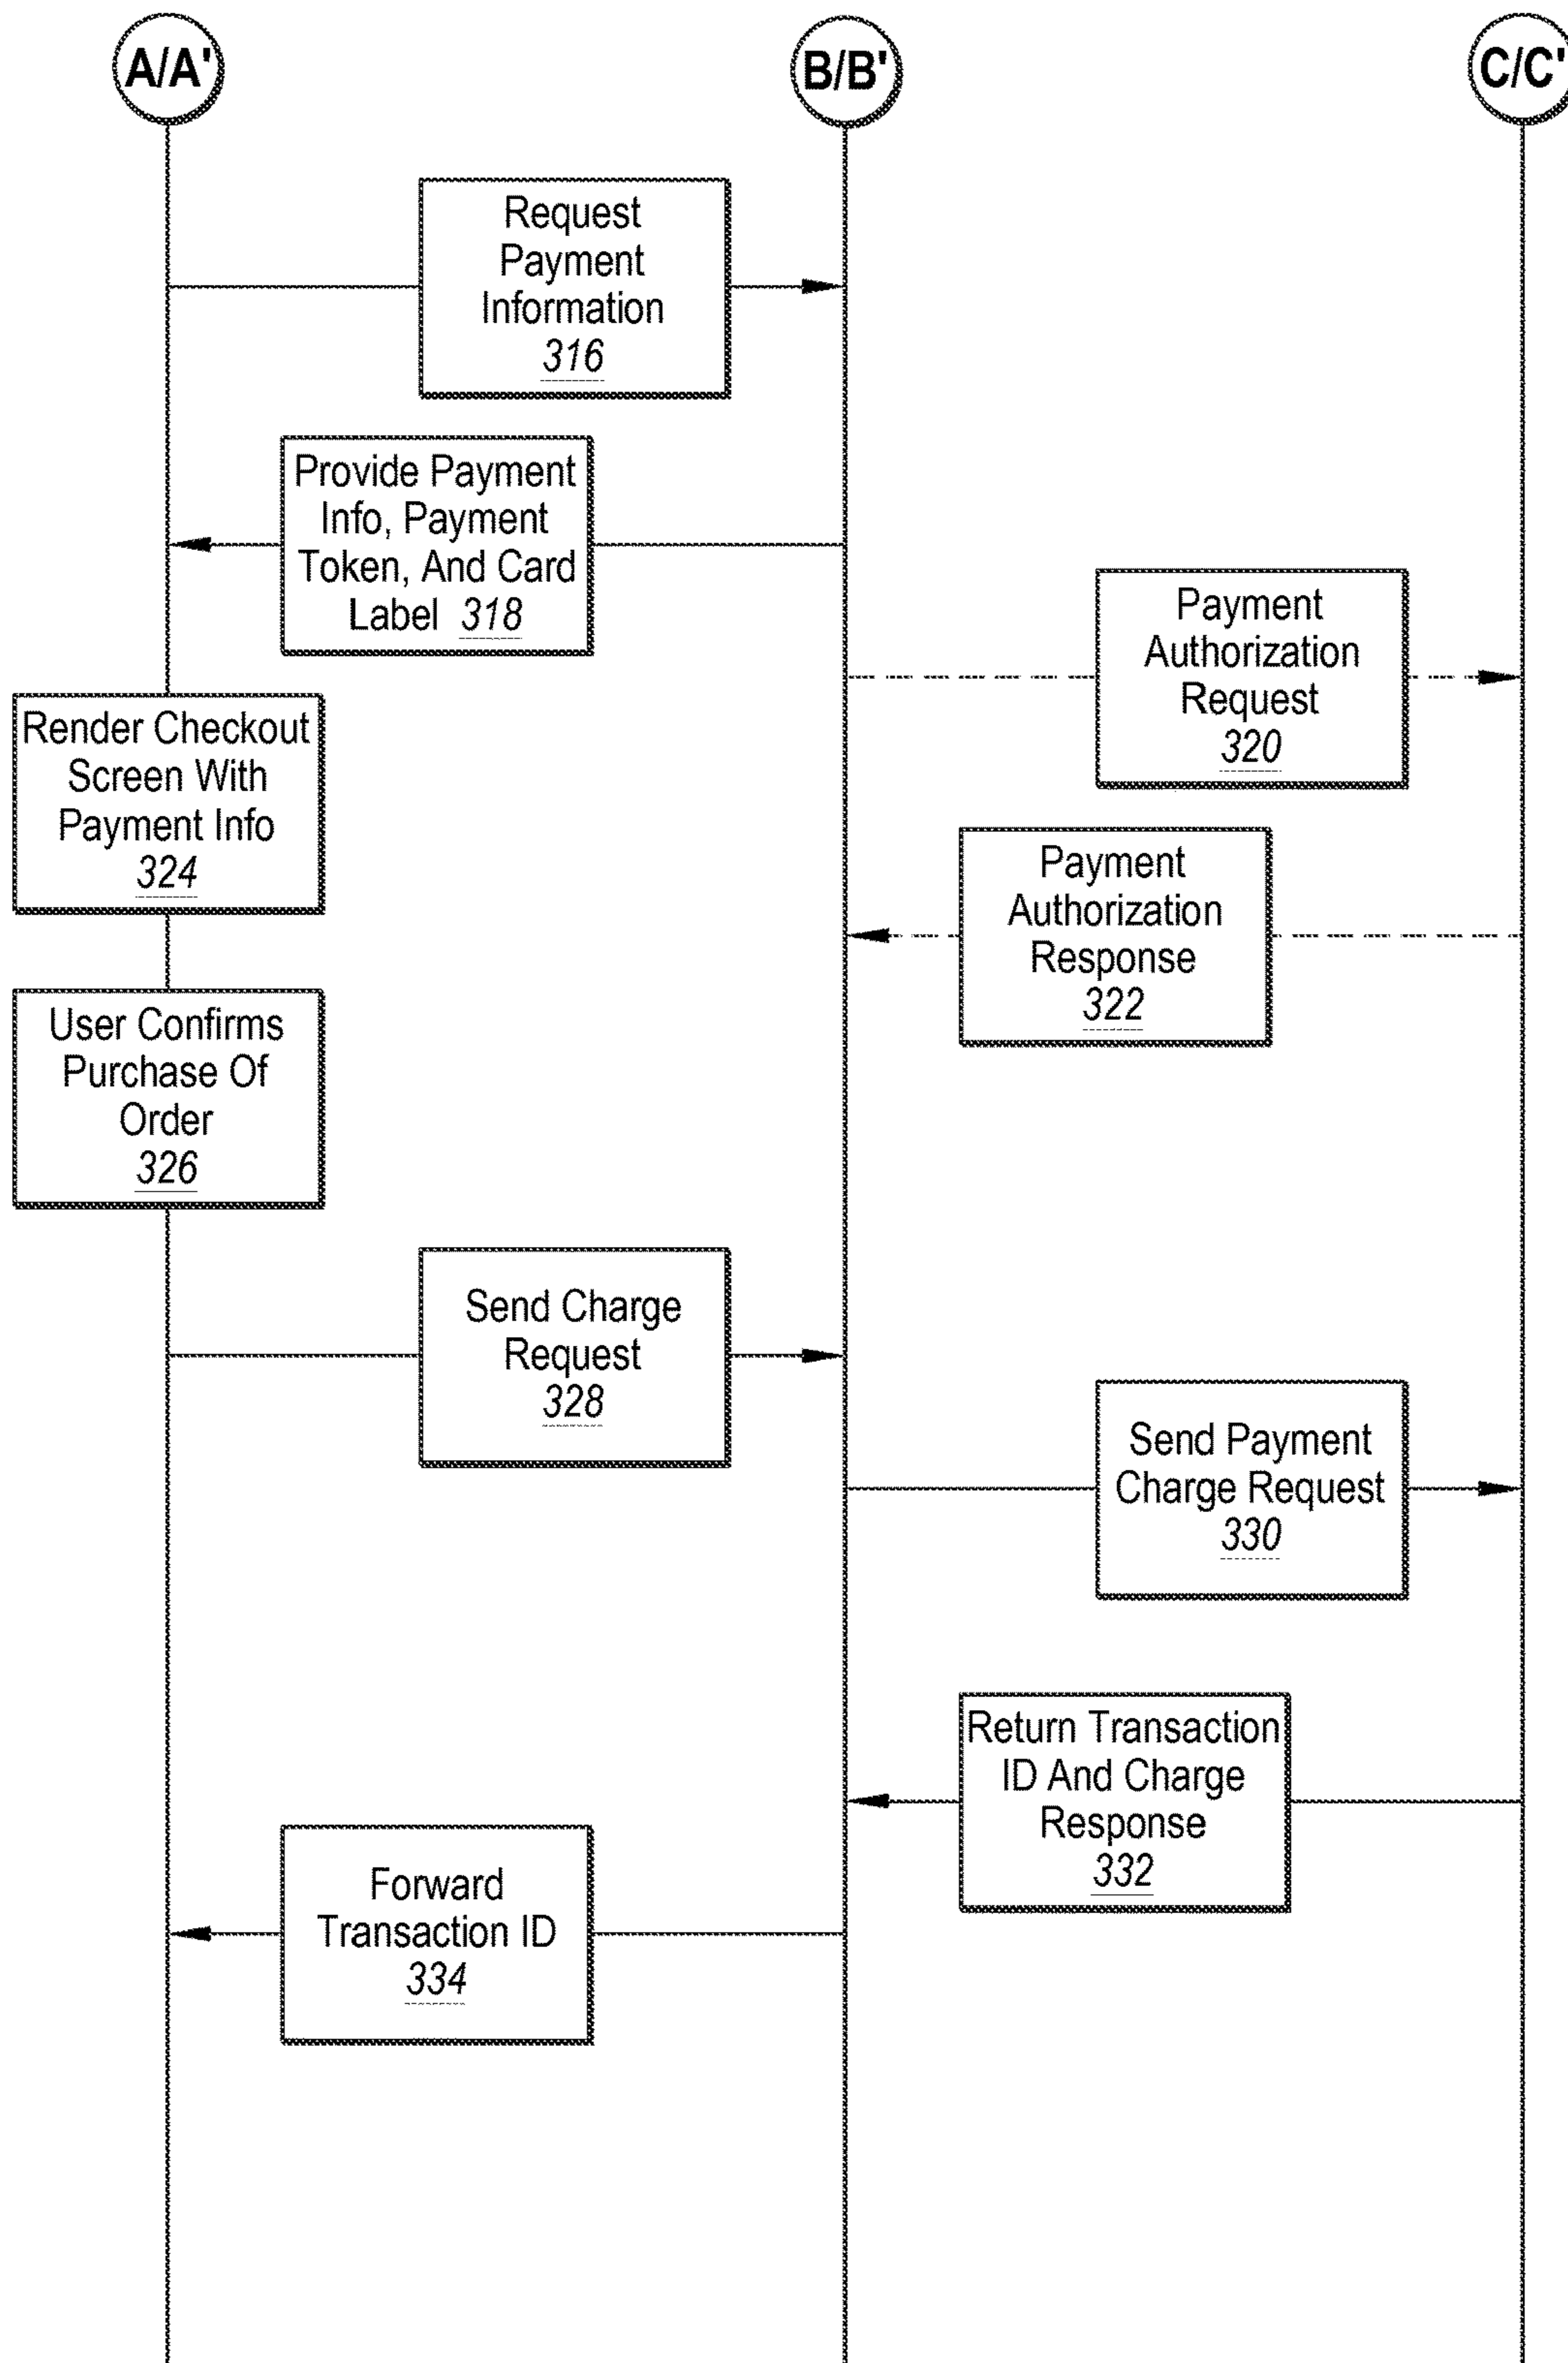 A/A'
B/B'
C/C'
Request
Payment
Information
316
Provide Payment
Info, Payment
Token, And Card
Label 318
Payment
Authorization
Request
320
Render Checkout
Screen With
Payment Info
324
Payment
Authorization
Response
322
User Confirms
Purchase Of
Order
326
Send Charge
Request
328
Send Payment
Charge Request
330
Return Transaction
ID And Charge
Response
332
Forward
Transaction ID
334